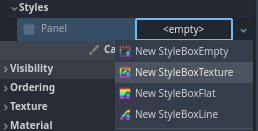 Styles
Panel <empty>
Ca
New StyleBoxEmpty
Visibility
New StyleBoxTexture
Ordering
New StyleBoxFlat
Texture
New StyleBoxLine
Material